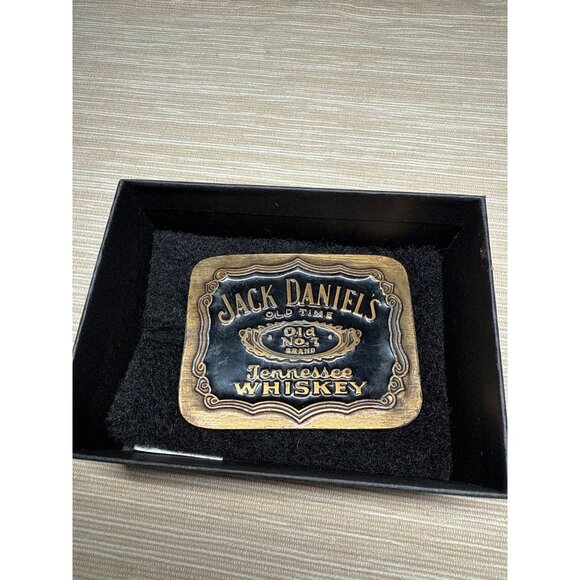 JACK DANIEL'S
OLD TIME
Old
No. 7
BRAND
Tennessee
WHISKEY